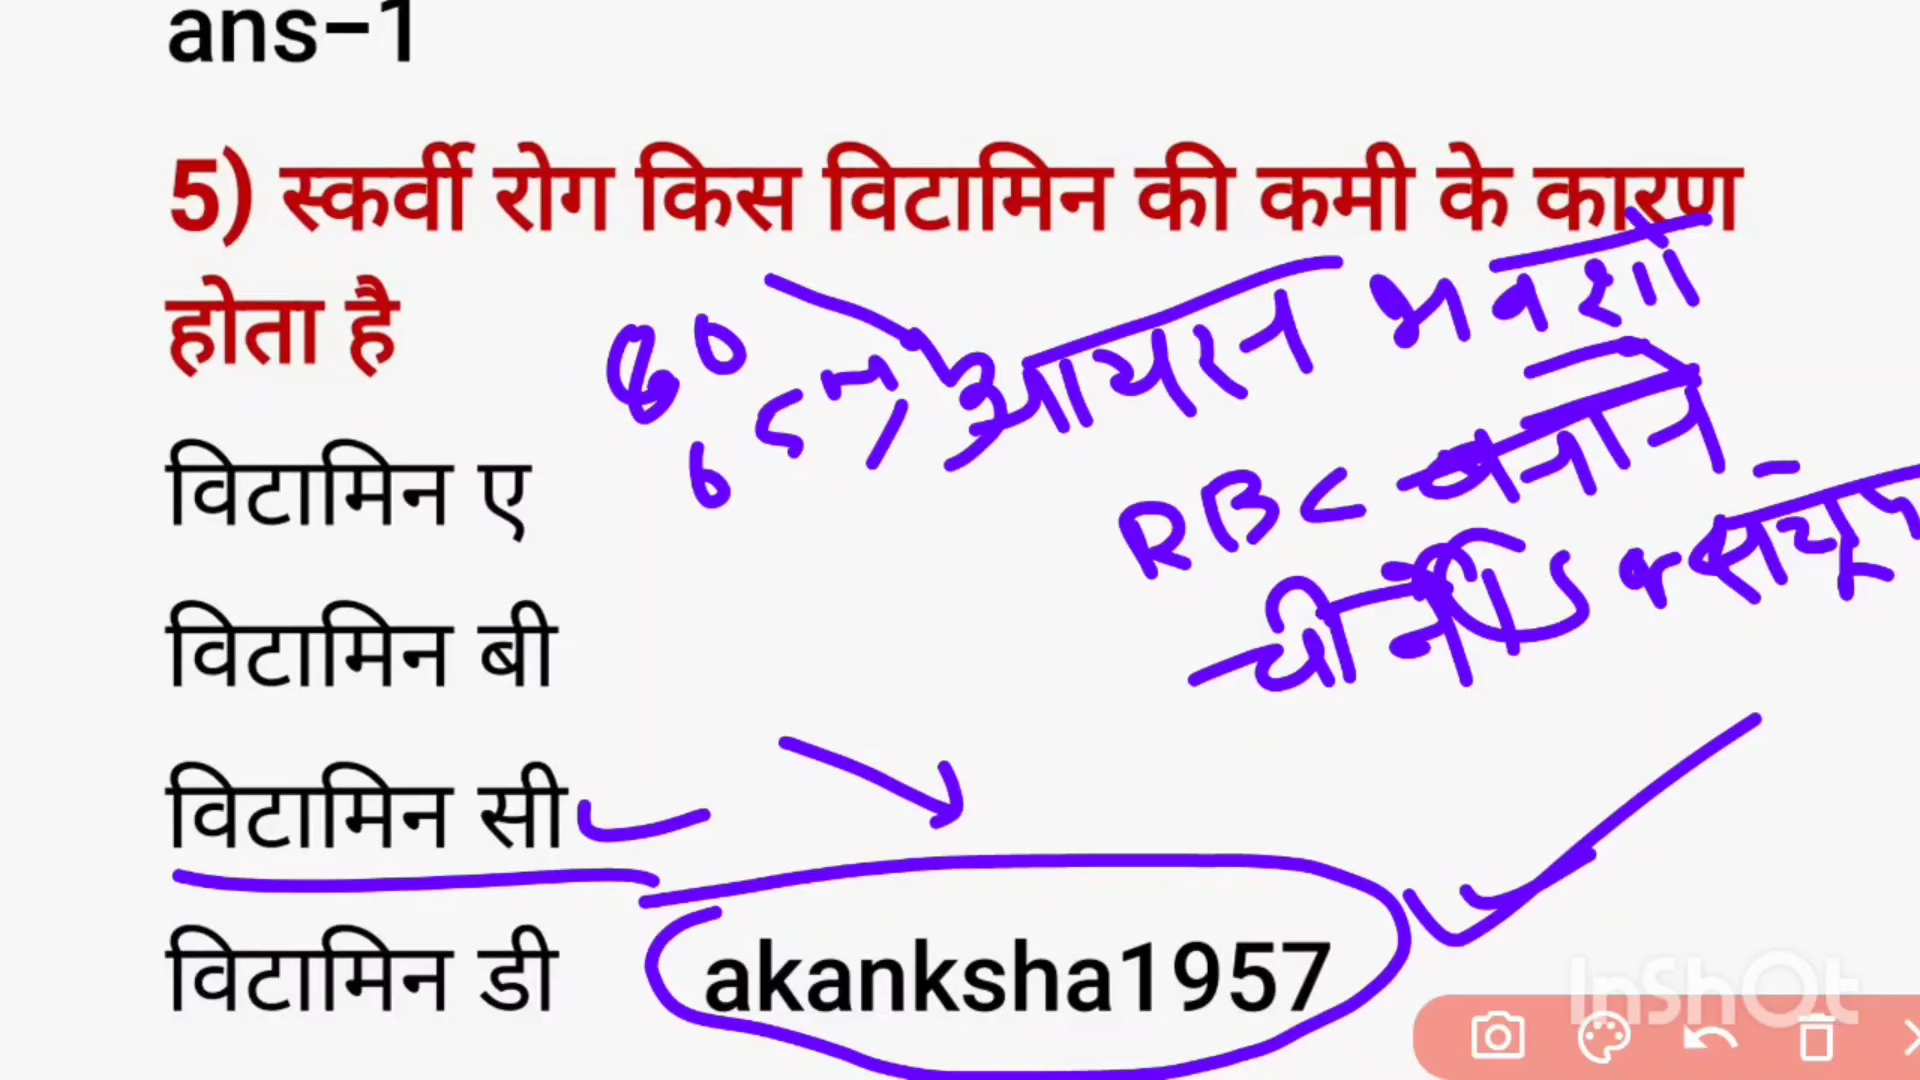 ans–1
5) स्कर्वी रोग किस विटामिन की कमी के कारण
होता है
आयरन
RBC बनाने
विटामिन ए
विटामिन बी
विटामिन सी
विटामिन डी akanksha1957
InShOt